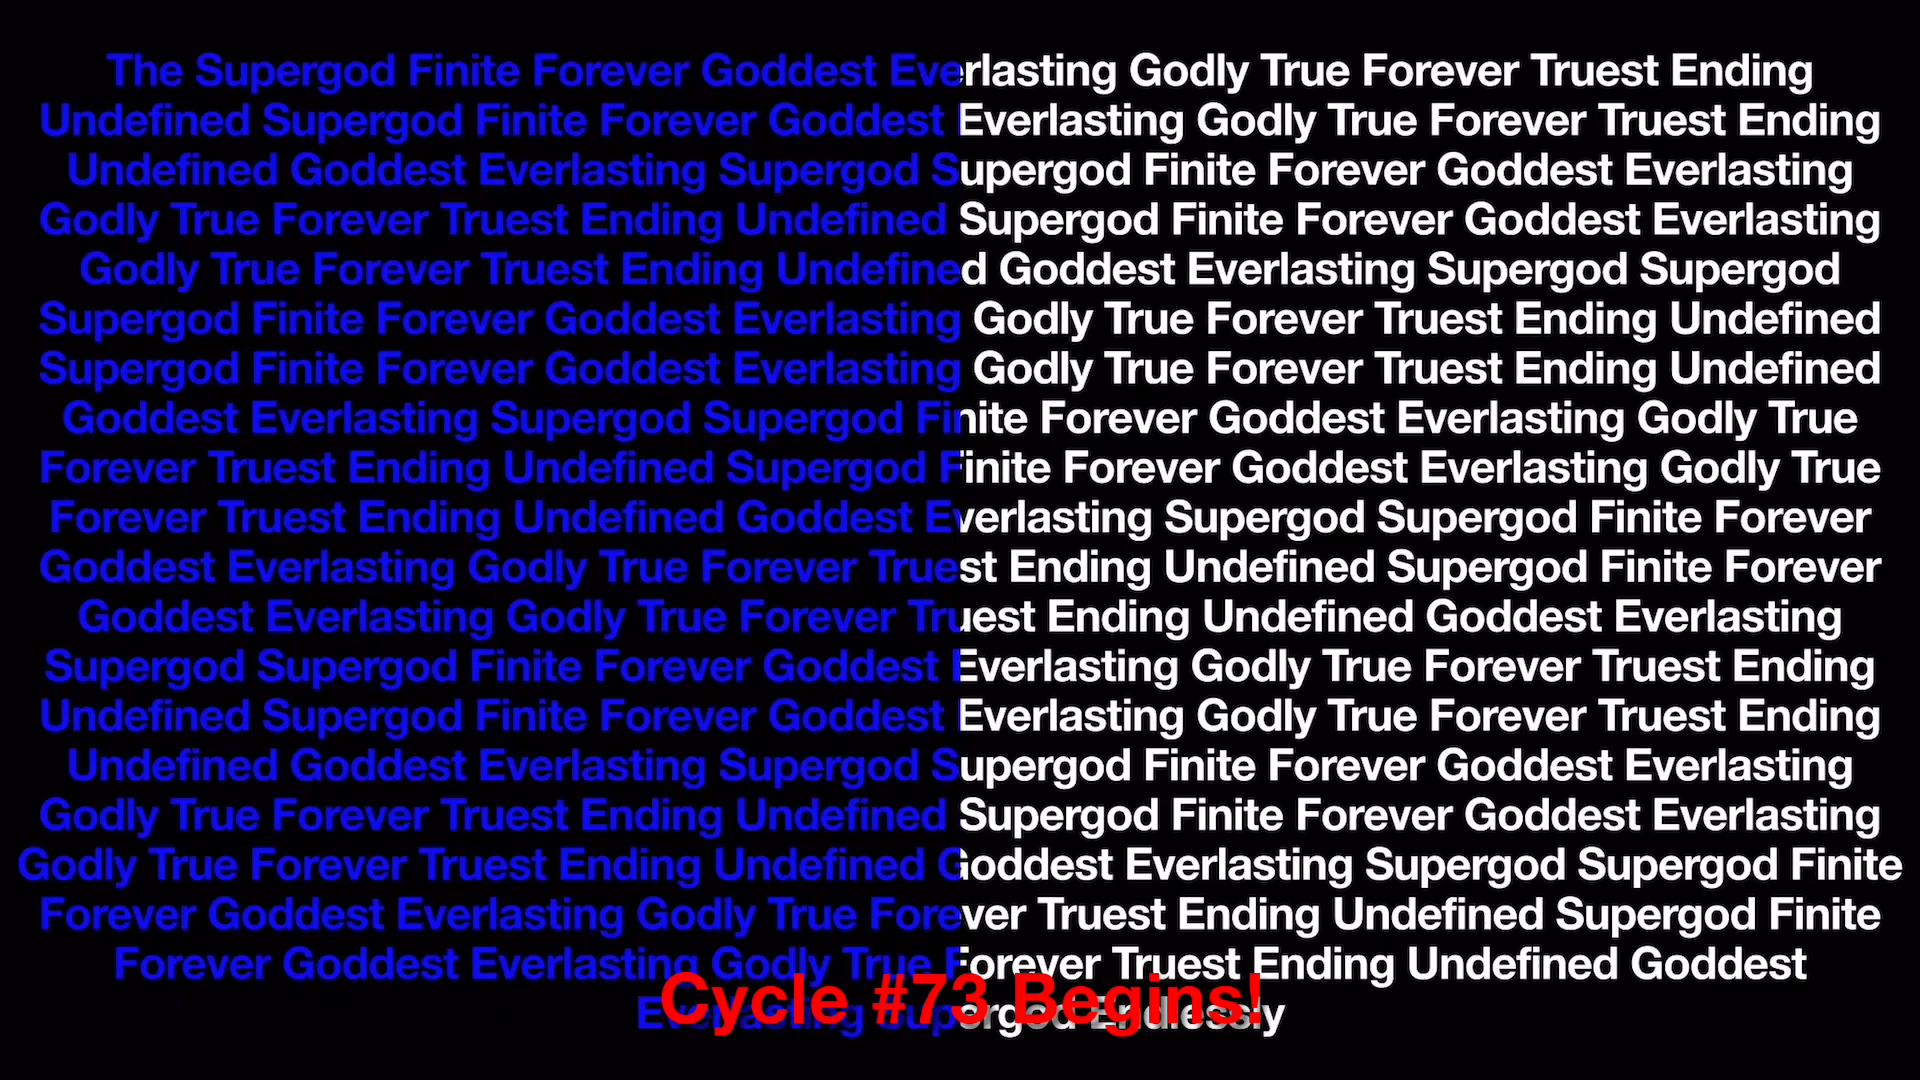 The Supergod Finite Forever Goddest Everlasting Godly True Forever Truest Ending
Undefined Supergod Finite Forever Goddest Everlasting Godly True Forever Truest Ending
Undefined Goddest Everlasting Supergod Supergod Finite Forever Goddest Everlasting
Godly True Forever Truest Ending Undefined Supergod Finite Forever Goddest Everlasting
Godly True Forever Truest Ending Undefined Goddest Everlasting Supergod Supergod
Supergod Finite Forever Goddest Everlasting Godly True Forever Truest Ending Undefined
Supergod Finite Forever Goddest Everlasting Godly True Forever Truest Ending Undefined
Goddest Everlasting Supergod Supergod Finite Forever Goddest Everlasting Godly True
Forever Truest Ending Undefined Supergod Finite Forever Goddest Everlasting Godly True
Forever Truest Ending Undefined Goddest Everlasting Supergod Supergod Finite Forever
Goddest Everlasting Godly True Forever Truest Ending Undefined Supergod Finite Forever
Goddest Everlasting Godly True Forever Truest Ending Undefined Goddest Everlasting
Supergod Supergod Finite Forever Goddest Everlasting Godly True Forever Truest Ending
Undefined Supergod Finite Forever Goddest Everlasting Godly True Forever Truest Ending
Undefined Goddest Everlasting Supergod Supergod Finite Forever Goddest Everlasting
Godly True Forever Truest Ending Undefined Supergod Finite Forever Goddest Everlasting
Godly True Forever Truest Ending Undefined Goddest Everlasting Supergod Supergod Finite
Forever Goddest Everlasting Godly True Forever Truest Ending Undefined Supergod Finite
Forever Goddest Everlasting Godly True Forever Truest Ending Undefined Goddest
Everlasting Supergod Endlessly
Cycle #73 Begins!